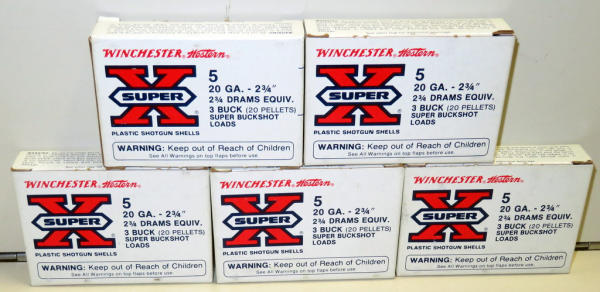 WINCHESTER Western®
X
SUPER
5
20 GA. - 2¾"
2¾ DRAMS EQUIV.
3 BUCK (20 PELLETS)
SUPER BUCKSHOT
LOADS
PLASTIC SHOTGUN SHELLS
WARNING: Keep out of Reach of Children
See All Warnings on top flaps before use.
WINCHESTER Western®
X
SUPER
5
20 GA. - 2¾"
2¾ DRAMS EQUIV.
3 BUCK (20 PELLETS)
SUPER BUCKSHOT
LOADS
PLASTIC SHOTGUN SHELLS
WARNING: Keep out of Reach of Children
See All Warnings on top flaps before use.
WINCHESTER Western®
X
SUPER
5
20 GA. - 2¾"
2¾ DRAMS EQUIV.
3 BUCK (20 PELLETS)
SUPER BUCKSHOT
LOADS
PLASTIC SHOTGUN SHELLS
WARNING: Keep out of Reach of Children
See All Warnings on top flaps before use.
WINCHESTER Western®
X
SUPER
5
20 GA. - 2¾"
2¾ DRAMS EQUIV.
3 BUCK (20 PELLETS)
SUPER BUCKSHOT
LOADS
PLASTIC SHOTGUN SHELLS
WARNING: Keep out of Reach of Children
See All Warnings on top flaps before use.
WINCHESTER Western®
X
SUPER
5
20 GA. - 2¾"
2¾ DRAMS EQUIV.
3 BUCK (20 PELLETS)
SUPER BUCKSHOT
LOADS
PLASTIC SHOTGUN SHELLS
WARNING: Keep out of Reach of Children
See All Warnings on top flaps before use.